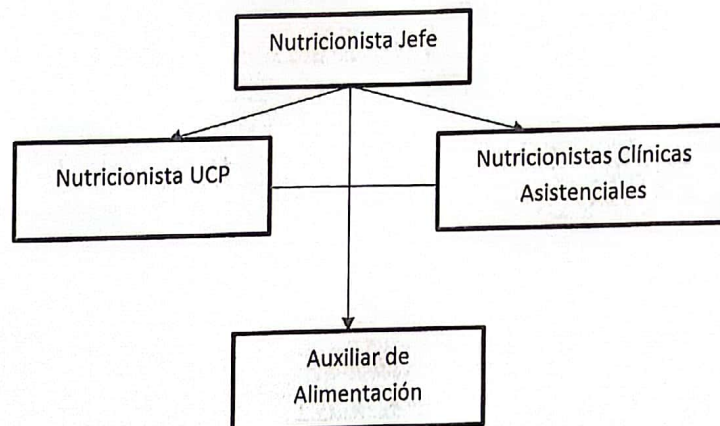 Nutricionista Jefe
Nutricionista UCP
Nutricionistas Clínicas
Asistenciales
Auxiliar de
Alimentación